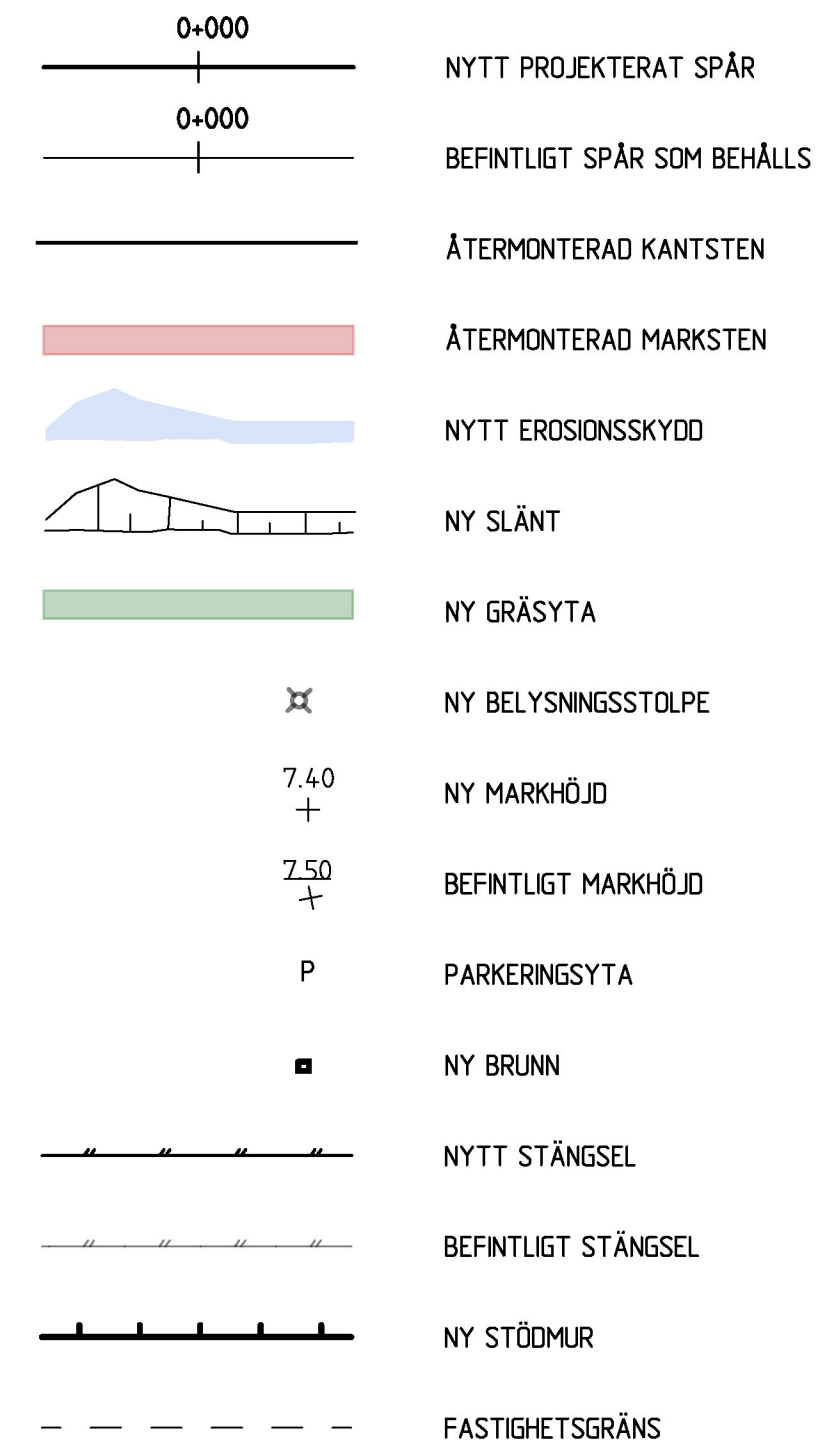 0+000
NYTT PROJEKTERAT SPÅR
0+000
BEFINTLIGT SPÅR SOM BEHÅLLS
ÅTERMONTERAD KANTSTEN
ÅTERMONTERAD MARKSTEN
NYTT EROSIONSSKYDD
NY SLÄNT
NY GRÄSYTA
NY BELYSNINGSSTOLPE
7.40
NY MARKHÖJD
7.50
BEFINTLIGT MARKHÖJD
P
PARKERINGSYTA
NY BRUNN
NYTT STÄNGSEL
BEFINTLIGT STÄNGSEL
NY STÖDMUR
FASTIGHETSGRÄNS